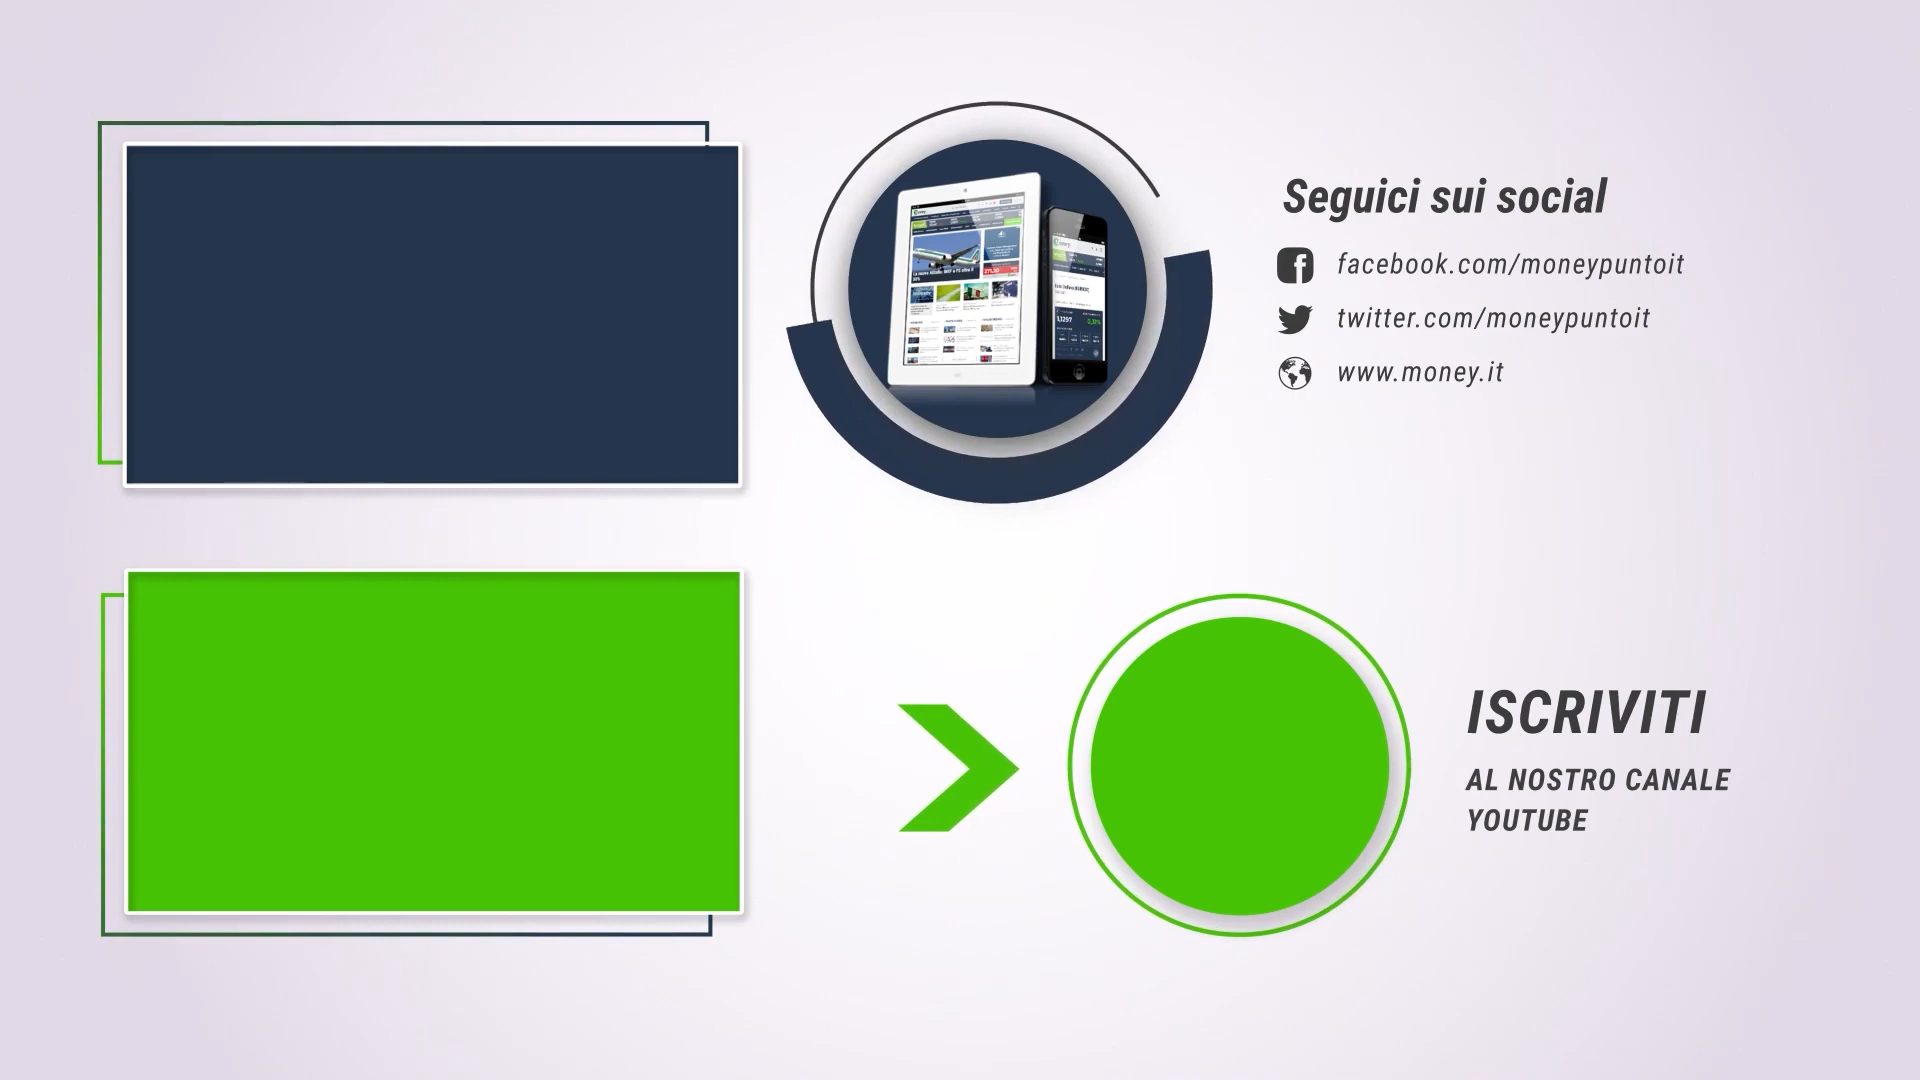 Seguici sui social
facebook.com/moneypuntoit
twitter.com/moneypuntoit
www.money.it
ISCRIVITI
AL NOSTRO CANALE
YOUTUBE